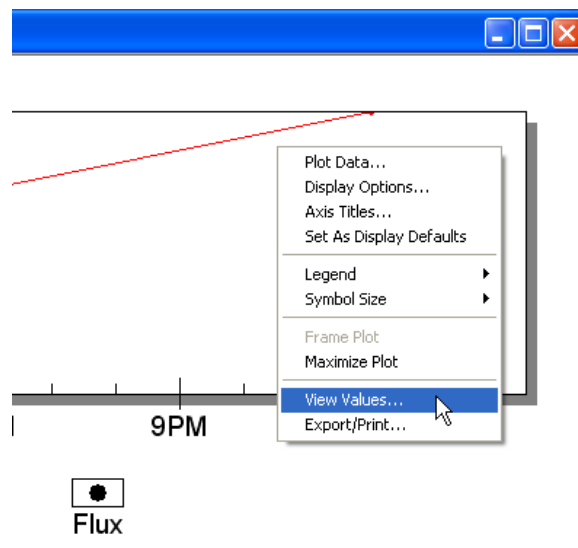 Plot Data...
Display Options...
Axis Titles...
Set As Display Defaults
Legend
Symbol Size
Frame Plot
Maximize Plot
View Values...
Export/Print...
9PM
Flux